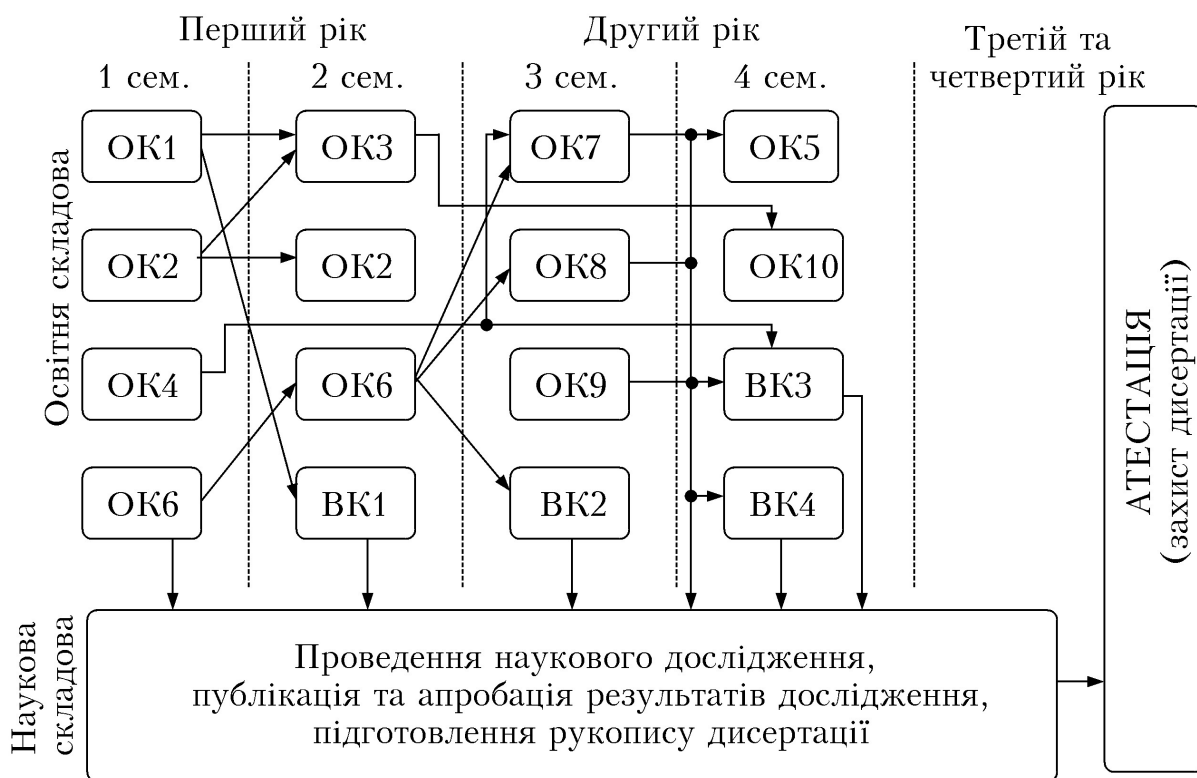 Перший рік
Другий рік
Третій та
четвертий рік
1 сем.
2 сем.
3 сем.
4 сем.
Освітня складова
ОК1
ОК3
ОК7
ОК5
ОК2
ОК2
ОК8
ОК10
ОК4
ОК6
ОК9
ВК3
ОК6
ВК1
ВК2
ВК4
Наукова
складова
Проведення наукового дослідження,
публікація та апробація результатів дослідження,
підготовлення рукопису дисертації
АТЕСТАЦІЯ
(захист дисертації)